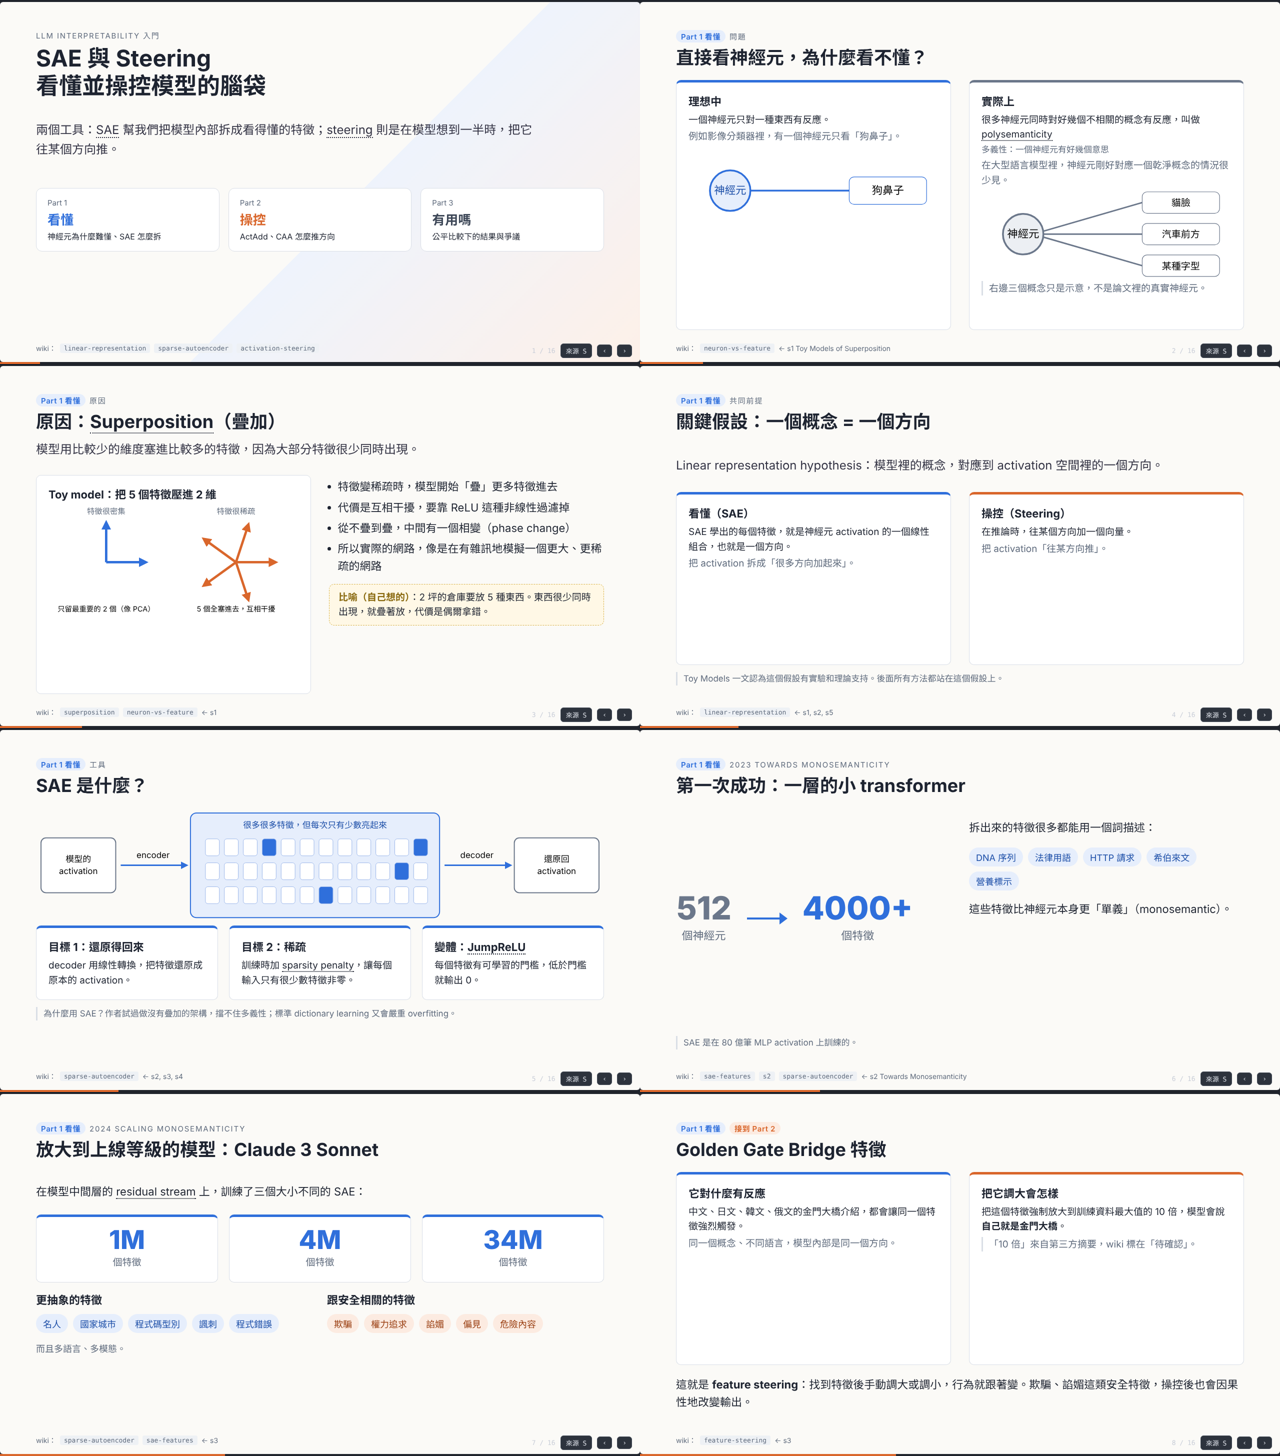 LLM INTERPRETABILITY 入門
SAE 與 Steering
看懂並操控模型的腦袋
兩個工具：SAE 幫我們把模型內部拆成看得懂的特徵；steering 則是在模型想到一半時，把它
往某個方向推。
Part 1
看懂
神經元為什麼難懂、SAE 怎麼拆
Part 2
操控
ActAdd、CAA 怎麼推方向
Part 3
有用嗎
公平比較下的結果與爭議
wiki： linear-representation sparse-autoencoder activation-steering
1 / 16 來源 S ‹ ›
Part 1 看懂 問題
直接看神經元，為什麼看不懂？
理想中
一個神經元只對一種東西有反應。
例如影像分類器裡，有一個神經元只看「狗鼻子」。
神經元
狗鼻子
實際上
很多神經元同時對好幾個不相關的概念有反應，叫做
polysemanticity
多義性：一個神經元有好幾個意思
在大型語言模型裡，神經元剛好對應一個乾淨概念的情況很
少見。
神經元
貓臉
汽車前方
某種字型
右邊三個概念只是示意，不是論文裡的真實神經元。
wiki： neuron-vs-feature ← s1 Toy Models of Superposition
2 / 16 來源 S ‹ ›
Part 1 看懂 原因
原因：Superposition（疊加）
模型用比較少的維度塞進比較多的特徵，因為大部分特徵很少同時出現。
Toy model：把 5 個特徵壓進 2 維
特徵很密集
特徵很稀疏
只留最重要的 2 個（像 PCA）
5 個全塞進去，互相干擾
• 特徵變稀疏時，模型開始「疊」更多特徵進去
• 代價是互相干擾，要靠 ReLU 這種非線性過濾掉
• 從不疊到疊，中間有一個相變（phase change）
• 所以實際的網路，像是在有雜訊地模擬一個更大、更稀
疏的網路
比喻（自己想的）：2 坪的倉庫要放 5 種東西。東西很少同時
出現，就疊著放，代價是偶爾拿錯。
wiki： superposition neuron-vs-feature ← s1
3 / 16 來源 S ‹ ›
Part 1 看懂 共同前提
關鍵假設：一個概念 = 一個方向
Linear representation hypothesis：模型裡的概念，對應到 activation 空間裡的一個方向。
看懂（SAE）
SAE 學出的每個特徵，就是神經元 activation 的一個線性
組合，也就是一個方向。
把 activation 拆成「很多方向加起來」。
操控（Steering）
在推論時，往某個方向加一個向量。
把 activation「往某方向推」。
Toy Models 一文認為這個假設有實驗和理論支持。後面所有方法都站在這個假設上。
wiki： linear-representation ← s1, s2, s5
4 / 16 來源 S ‹ ›
Part 1 看懂 工具
SAE 是什麼？
模型的
activation
encoder
很多很多特徵，但每次只有少數亮起來
decoder
還原回
activation
目標 1：還原得回來
decoder 用線性轉換，把特徵還原成
原本的 activation。
目標 2：稀疏
訓練時加 sparsity penalty，讓每個
輸入只有很少數特徵非零。
變體：JumpReLU
每個特徵有可學習的門檻，低於門檻
就輸出 0。
為什麼用 SAE？作者試過做沒有疊加的架構，擋不住多義性；標準 dictionary learning 又會嚴重 overfitting。
wiki： sparse-autoencoder ← s2, s3, s4
5 / 16 來源 S ‹ ›
Part 1 看懂 2023 TOWARDS MONOSEMANTICITY
第一次成功：一層的小 transformer
512
個神經元
4000+
個特徵
拆出來的特徵很多都能用一個詞描述：
DNA 序列 法律用語 HTTP 請求 希伯來文
營養標示
這些特徵比神經元本身更「單義」（monosemantic）。
SAE 是在 80 億筆 MLP activation 上訓練的。
wiki： sae-features s2 sparse-autoencoder ← s2 Towards Monosemanticity
6 / 16 來源 S ‹ ›
Part 1 看懂 2024 SCALING MONOSEMANTICITY
放大到上線等級的模型：Claude 3 Sonnet
在模型中間層的 residual stream 上，訓練了三個大小不同的 SAE：
1M
個特徵
4M
個特徵
34M
個特徵
更抽象的特徵
名人 國家城市 程式碼型別 諷刺 程式錯誤
而且多語言、多模態。
跟安全相關的特徵
欺騙 權力追求 諂媚 偏見 危險內容
wiki： sparse-autoencoder sae-features ← s3
7 / 16 來源 S ‹ ›
Part 1 看懂 接到 Part 2
Golden Gate Bridge 特徵
它對什麼有反應
中文、日文、韓文、俄文的金門大橋介紹，都會讓同一個特
徵強烈觸發。
同一個概念、不同語言，模型內部是同一個方向。
把它調大會怎樣
把這個特徵強制放大到訓練資料最大值的 10 倍，模型會說
自己就是金門大橋。
「10 倍」來自第三方摘要，wiki 標在「待確認」。
這就是 feature steering：找到特徵後手動調大或調小，行為就跟著變。欺騙、諂媚這類安全特徵，操控後也會因果
性地改變輸出。
wiki： feature-steering ← s3
8 / 16 來源 S ‹ ›